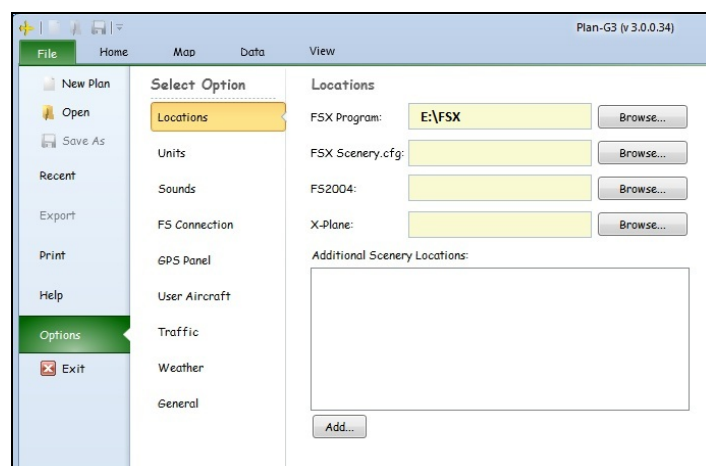 Plan-G3 (v 3.0.0.34)
File Home Map Data View
New Plan
Open
Save As
Recent
Export
Print
Help
Options
Exit
Select Option
Locations
Units
Sounds
FS Connection
GPS Panel
User Aircraft
Traffic
Weather
General
Locations
FSX Program: E:\FSX Browse...
FSX Scenery.cfg: Browse...
FS2004: Browse...
X-Plane: Browse...
Additional Scenery Locations:
Add...